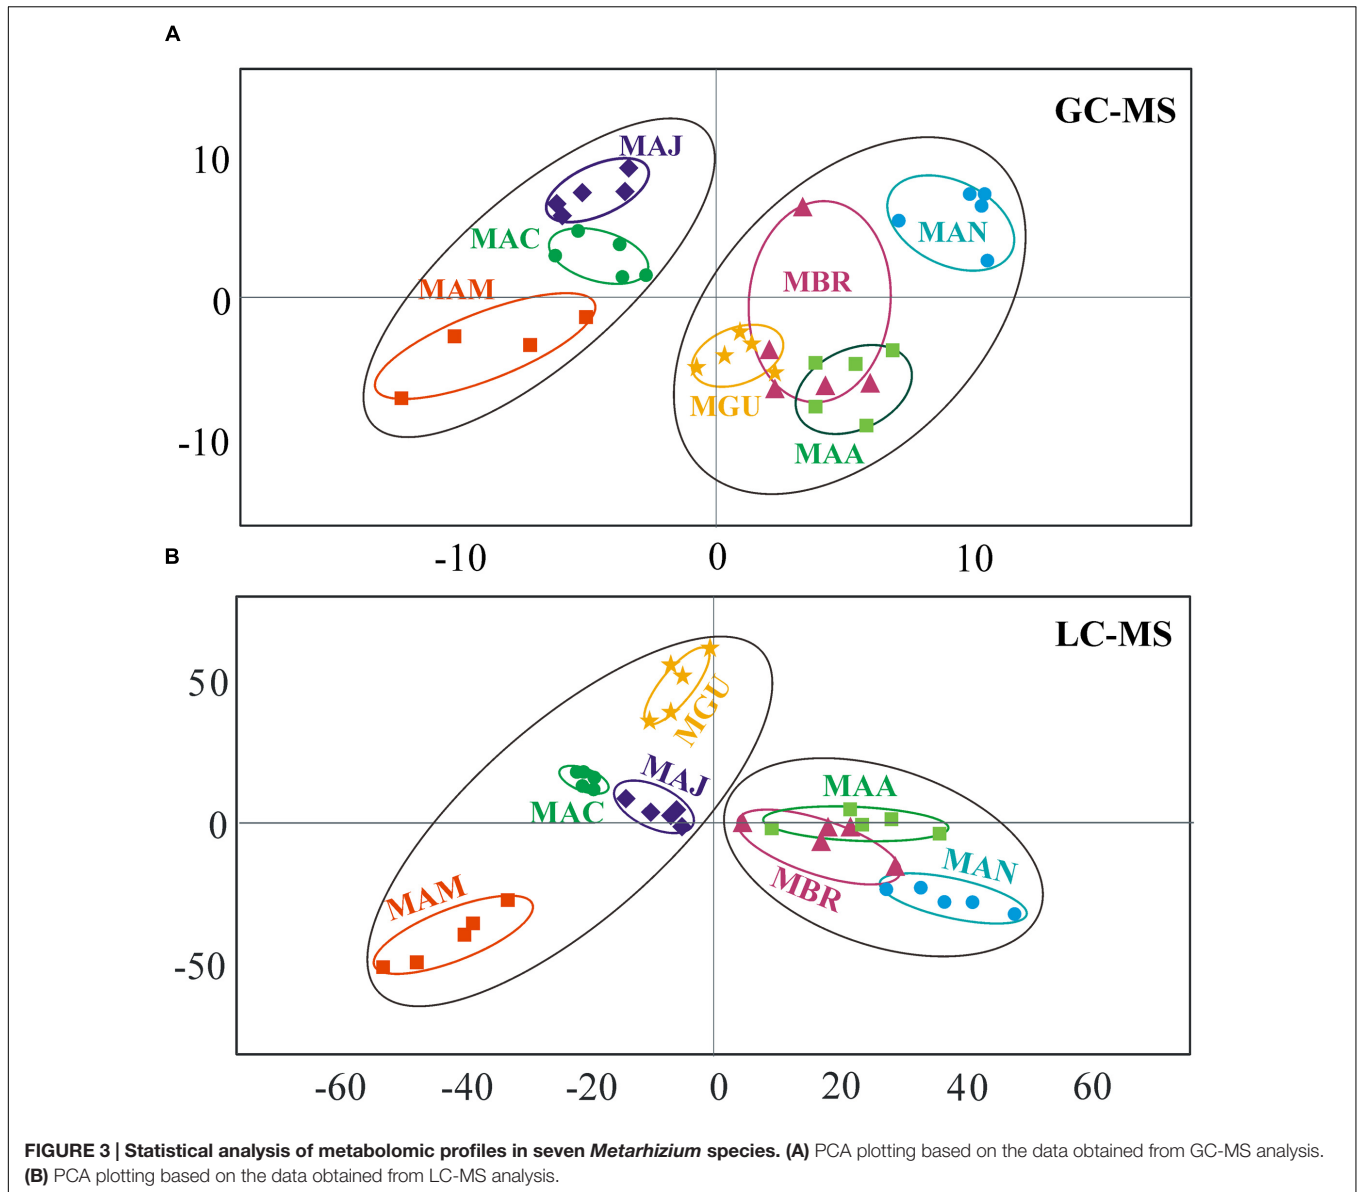 A
GC-MS
MAJ
10
MAC
MAN
MBR
MAM
0
MGU
-10
MAA
-10 0 10
B
LC-MS
50
MGU
MAJ
MAA
MAC
0
MAN
MBR
MAM
-50
-60 -40 -20 0 20 40 60
FIGURE 3 | Statistical analysis of metabolomic profiles in seven Metarhizium species. (A) PCA plotting based on the data obtained from GC-MS analysis.
(B) PCA plotting based on the data obtained from LC-MS analysis.